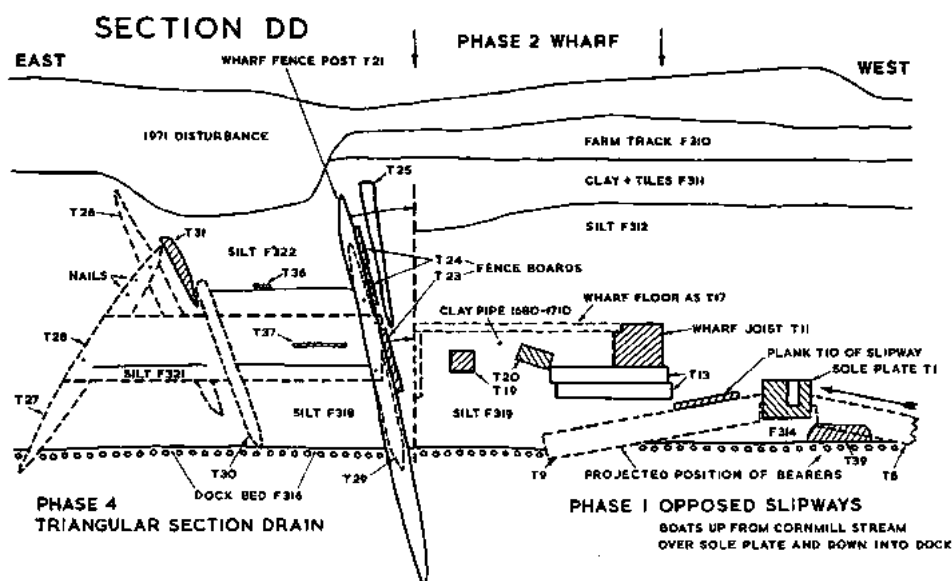 SECTION DD
PHASE 2 WHARF
EAST
WHARF FENCE POST T21
WEST
1971 DISTURBANCE
FARM TRACK F310
T25
CLAY + TILES F311
T26
T31
SILT F312
SILT F322
T24
T23
FENCE BOARDS
NAILS
T36
WHARF FLOOR AS T17
CLAY PIPE 1680-1710
WHARF JOIST T11
T28
T37
PLANK T10 OF SLIPWAY
T20
T19
T13
SOLE PLATE T1
SILT F321
T27
SILT F318
SILT F319
F314
T30
T29
T9
T39
T8
DOCK BED F316
PROJECTED POSITION OF BEARERS
PHASE 4
TRIANGULAR SECTION DRAIN
PHASE 1 OPPOSED SLIPWAYS
BOATS UP FROM CORNMILL STREAM
OVER SOLE PLATE AND DOWN INTO DOCK